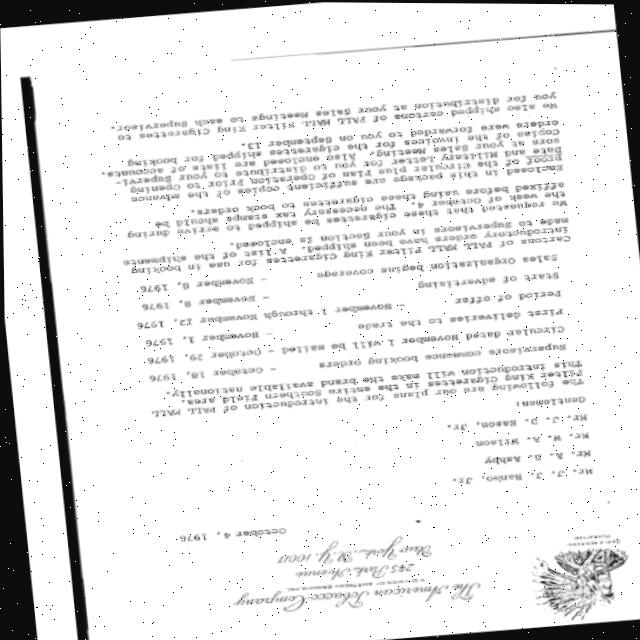 The American Tobacco Company
245 Park Avenue
New York, N. Y. 10017
October 4, 1976
Mr. J. J. Hanko, Jr.
Mr. A. G. Ashby
Mr. W. A. Wilson
Mr. J. D. Eason, Jr.
Gentlemen:
The following are our plans for the introduction of PALL MALL
Filter King Cigarettes in the entire Southern Field area.
This introduction will make the brand available nationally.
Supervisors commence booking orders - October 18, 1976
Circular dated November 1 will be mailed - October 29, 1976
First deliveries to the trade - November 1, 1976
Period of offer - November 1 through November 12, 1976
Start of advertising - November 8, 1976
Sales Organization begins coverage - November 8, 1976
Cartons of PALL MALL Filter King Cigarettes for use in booking
introductory orders have been shipped. A list of the shipments
made to Supervisors in your Section is enclosed.
We requested that these cigarettes be shipped to arrive during
the week of October 4. The necessary tax stamps should be
affixed before using these cigarettes to book orders.
Enclosed in this package are sufficient copies of the advance
proof of the circular plus Plan of Operation Prior to Opening
Date and Military Letter for you to distribute to your Supervi-
sors at your Sales Meeting. Also enclosed are lists of accounts.
Copies of the invoices for the cigarettes shipped for booking
orders were forwarded to you on September 13.
We also shipped cartons of PALL MALL Filter King Cigarettes to
you for distribution at your Sales Meetings to each Supervisor.